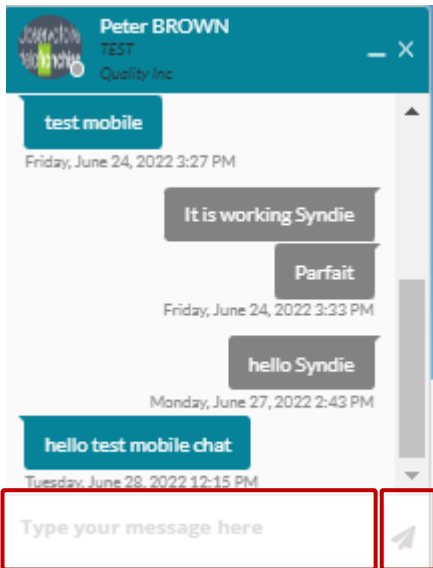 Peter BROWN
TEST
Quality Inc
test mobile
Friday, June 24, 2022 3:27 PM
It is working Syndie
Parfait
Friday, June 24, 2022 3:33 PM
hello Syndie
Monday, June 27, 2022 2:43 PM
hello test mobile chat
Tuesday, June 28, 2022 12:15 PM
Type your message here